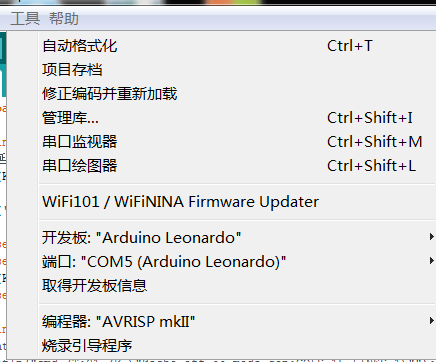 工具 帮助
自动格式化 Ctrl+T
项目存档
修正编码并重新加载
管理库... Ctrl+Shift+I
串口监视器 Ctrl+Shift+M
串口绘图器 Ctrl+Shift+L
WiFi101 / WiFiNINA Firmware Updater
开发板: "Arduino Leonardo"
端口: "COM5 (Arduino Leonardo)"
取得开发板信息
编程器: "AVRISP mkII"
烧录引导程序